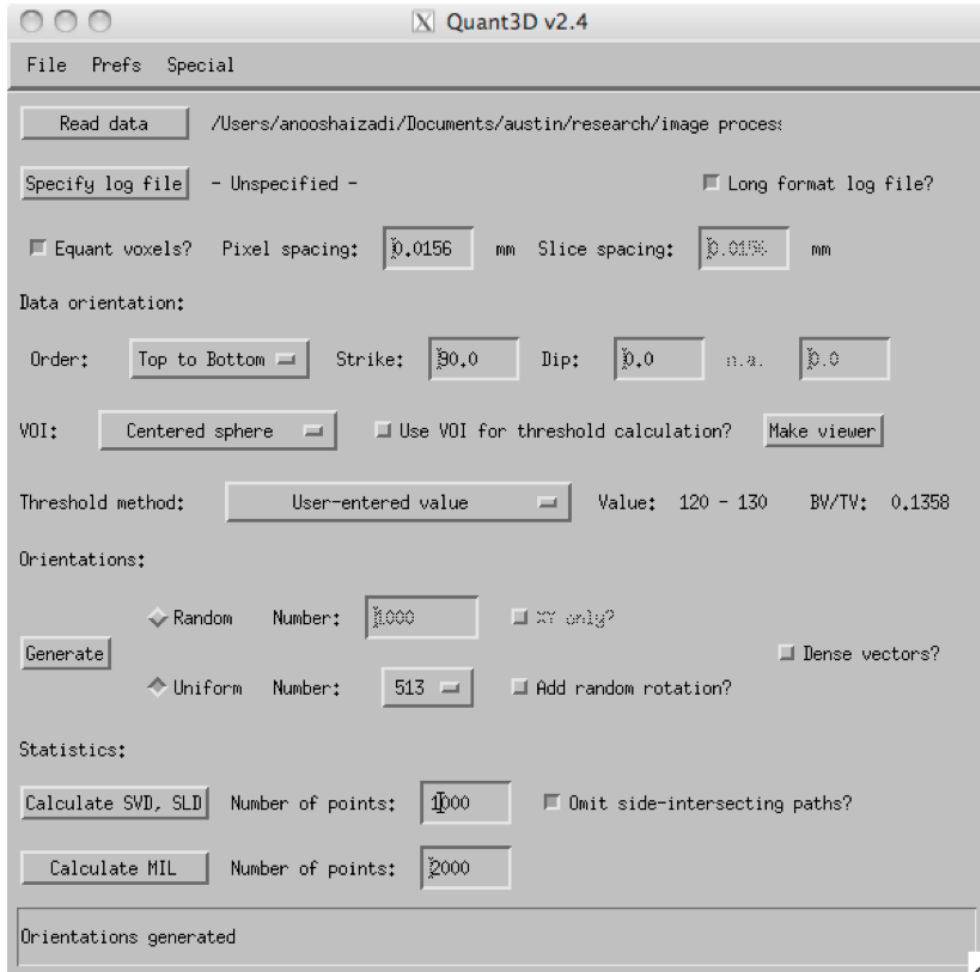 X Quant3D v2.4
File Prefs Special
Read data /Users/anooshaizadi/Documents/austin/research/image process
Specify log file - Unspecified - Long format log file?
Equant voxels? Pixel spacing: 0.0156 mm Slice spacing: 0.0156 mm
Data orientation:
Order: Top to Bottom Strike: 90.0 Dip: 0.0 n.a. 0.0
VOI: Centered sphere Use VOI for threshold calculation? Make viewer
Threshold method: User-entered value Value: 120 - 130 BV/TV: 0.1358
Orientations:
Random Number: 1000 XY only?
Generate Dense vectors?
Uniform Number: 513 Add random rotation?
Statistics:
Calculate SVD, SLD Number of points: 1000 Omit side-intersecting paths?
Calculate MIL Number of points: 2000
Orientations generated